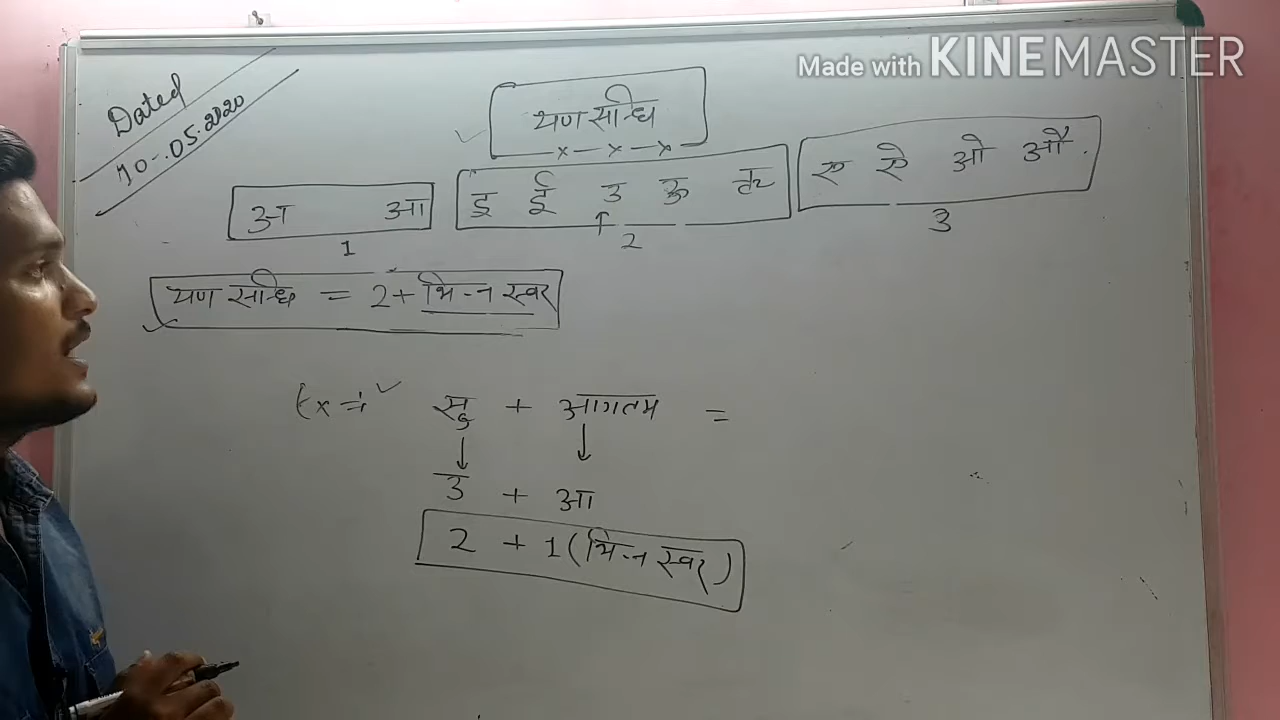 Made with KINEMASTER
Dated
10-.05.2020
यण सन्धि
x — x — x
अ आ
1
इ ई उ ऊ ऋ
2
ए ऐ ओ औ.
3
यण सन्धि = 2 + भिन्न स्वर
Ex =÷ सु + आगतम =
उ + आ
2 + 1 (भिन्न स्वर)